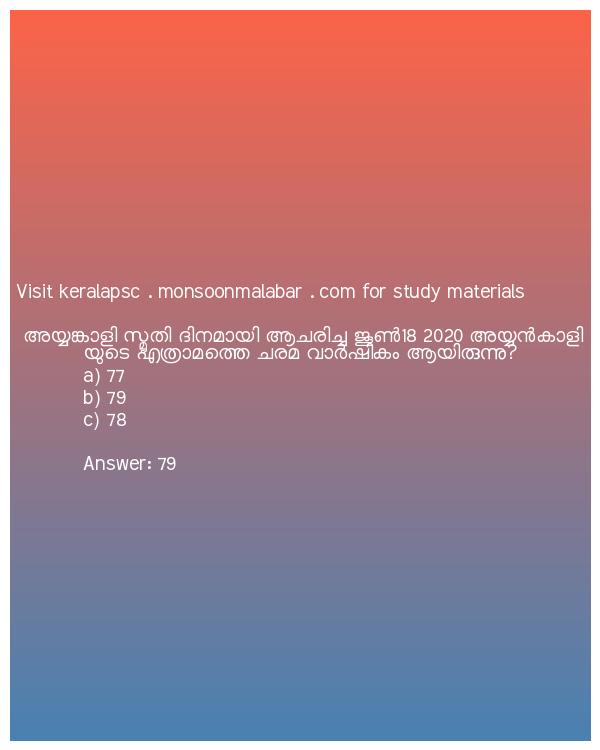 Visit keralapsc . monsoonmalabar . com for study materials
അയ്യങ്കാളി സ്മൃതി ദിനമായി ആചരിച്ച ജൂൺ18 2020 അയ്യൻകാളി
യുടെ എത്രാമത്തെ ചരമ വാർഷികം ആയിരുന്നു?
a) 77
b) 79
c) 78
Answer: 79